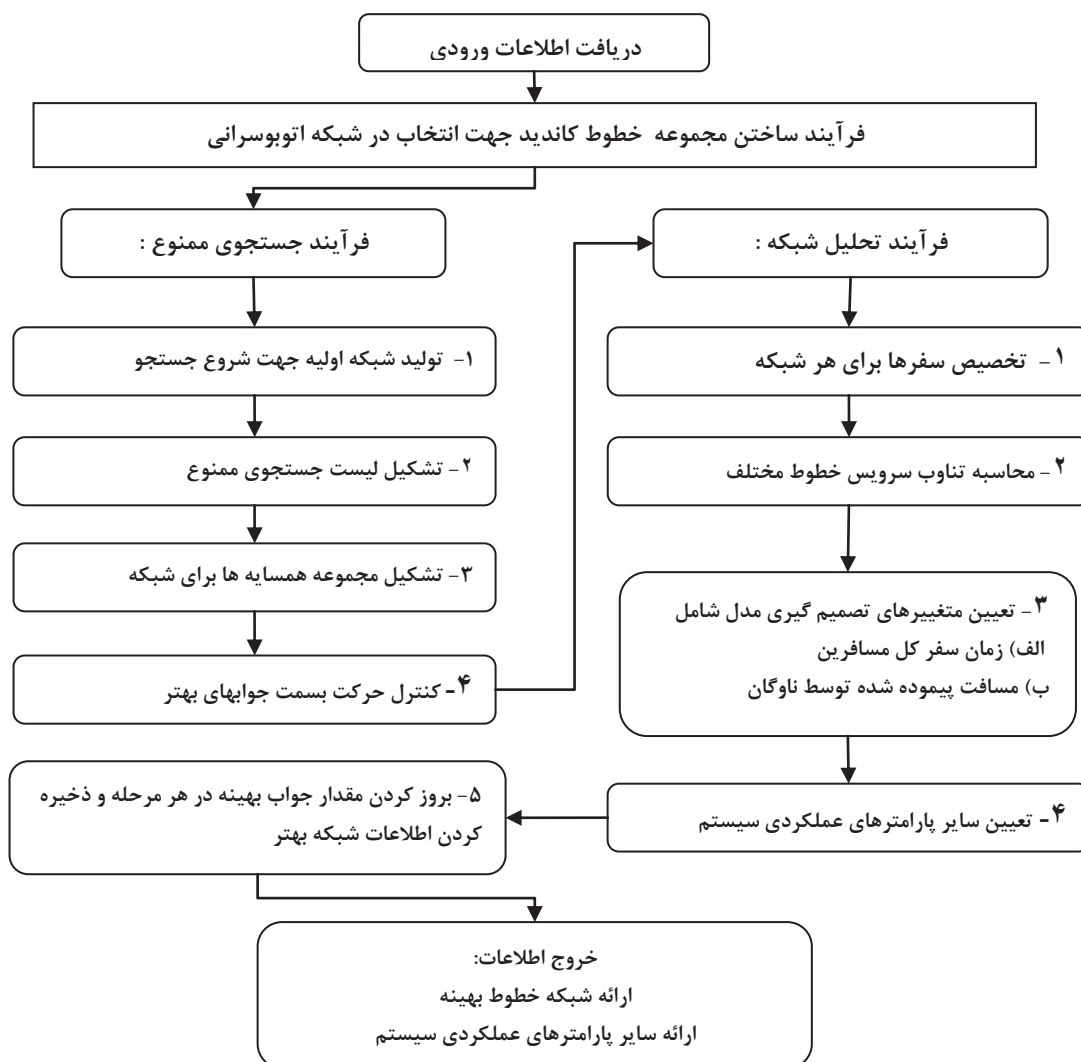 دریافت اطلاعات ورودی
فرآیند ساختن مجموعه خطوط کاندید جهت انتخاب در شبکه اتوبوسرانی
فرآیند جستجوی ممنوع :
۱- تولید شبکه اولیه جهت شروع جستجو
۲- تشکیل لیست جستجوی ممنوع
۳- تشکیل مجموعه همسایه ها برای شبکه
۴- کنترل حرکت بسمت جوابهای بهتر
فرآیند تحلیل شبکه :
۱- تخصیص سفرها برای هر شبکه
۲- محاسبه تناوب سرویس خطوط مختلف
۳- تعیین متغییرهای تصمیم گیری مدل شامل
الف) زمان سفر کل مسافرین
ب) مسافت پیموده شده توسط ناوگان
۴- تعیین سایر پارامترهای عملکردی سیستم
۵- بروز کردن مقدار جواب بهینه در هر مرحله و ذخیره
کردن اطلاعات شبکه بهتر
خروج اطلاعات:
ارائه شبکه خطوط بهینه
ارائه سایر پارامترهای عملکردی سیستم